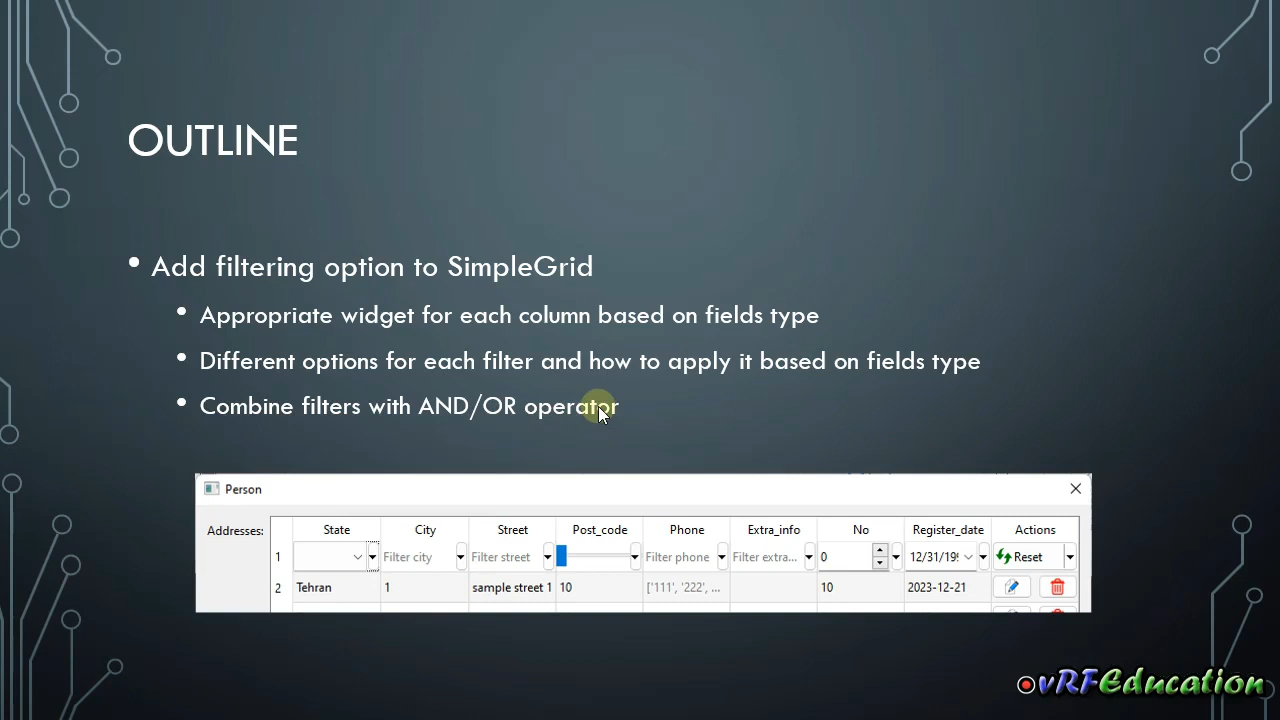 OUTLINE
• Add filtering option to SimpleGrid
• Appropriate widget for each column based on fields type
• Different options for each filter and how to apply it based on fields type
• Combine filters with AND/OR operator
Person
Addresses: State City Street Post_code Phone Extra_info No Register_date Actions
1 Filter city Filter street Filter phone Filter extra... 0 12/31/199 Reset
2 Tehran 1 sample street 1 10 ['111', '222', ... 10 2023-12-21
vRFEducation